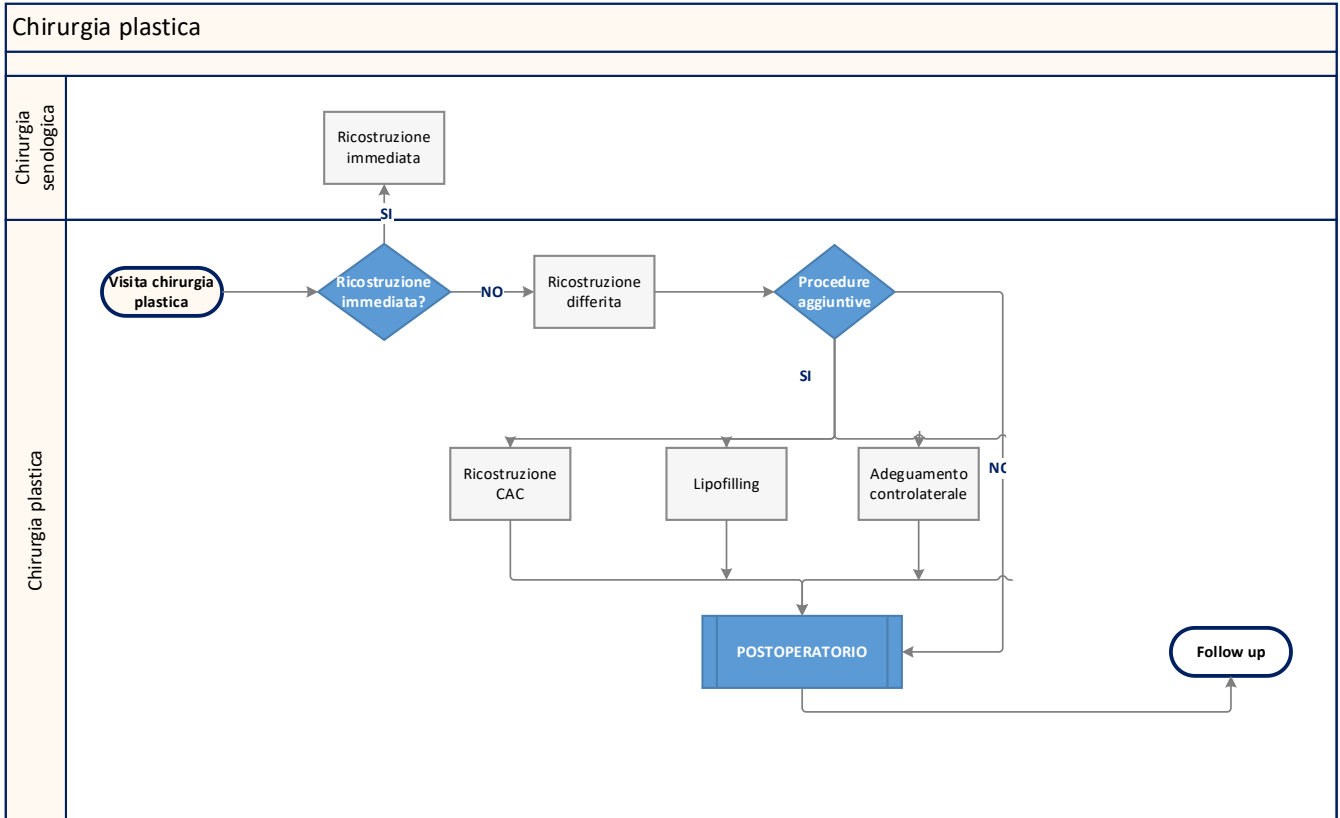 Chirurgia plastica
Chirurgia
senologica
Ricostruzione
immediata
SI
Chirurgia plastica
Visita chirurgia
plastica
Ricostruzione
immediata?
NO
Ricostruzione
differita
Procedure
aggiuntive
SI
Ricostruzione
CAC
Lipofilling
Adeguamento
controlaterale
NO
POSTOPERATORIO
Follow up